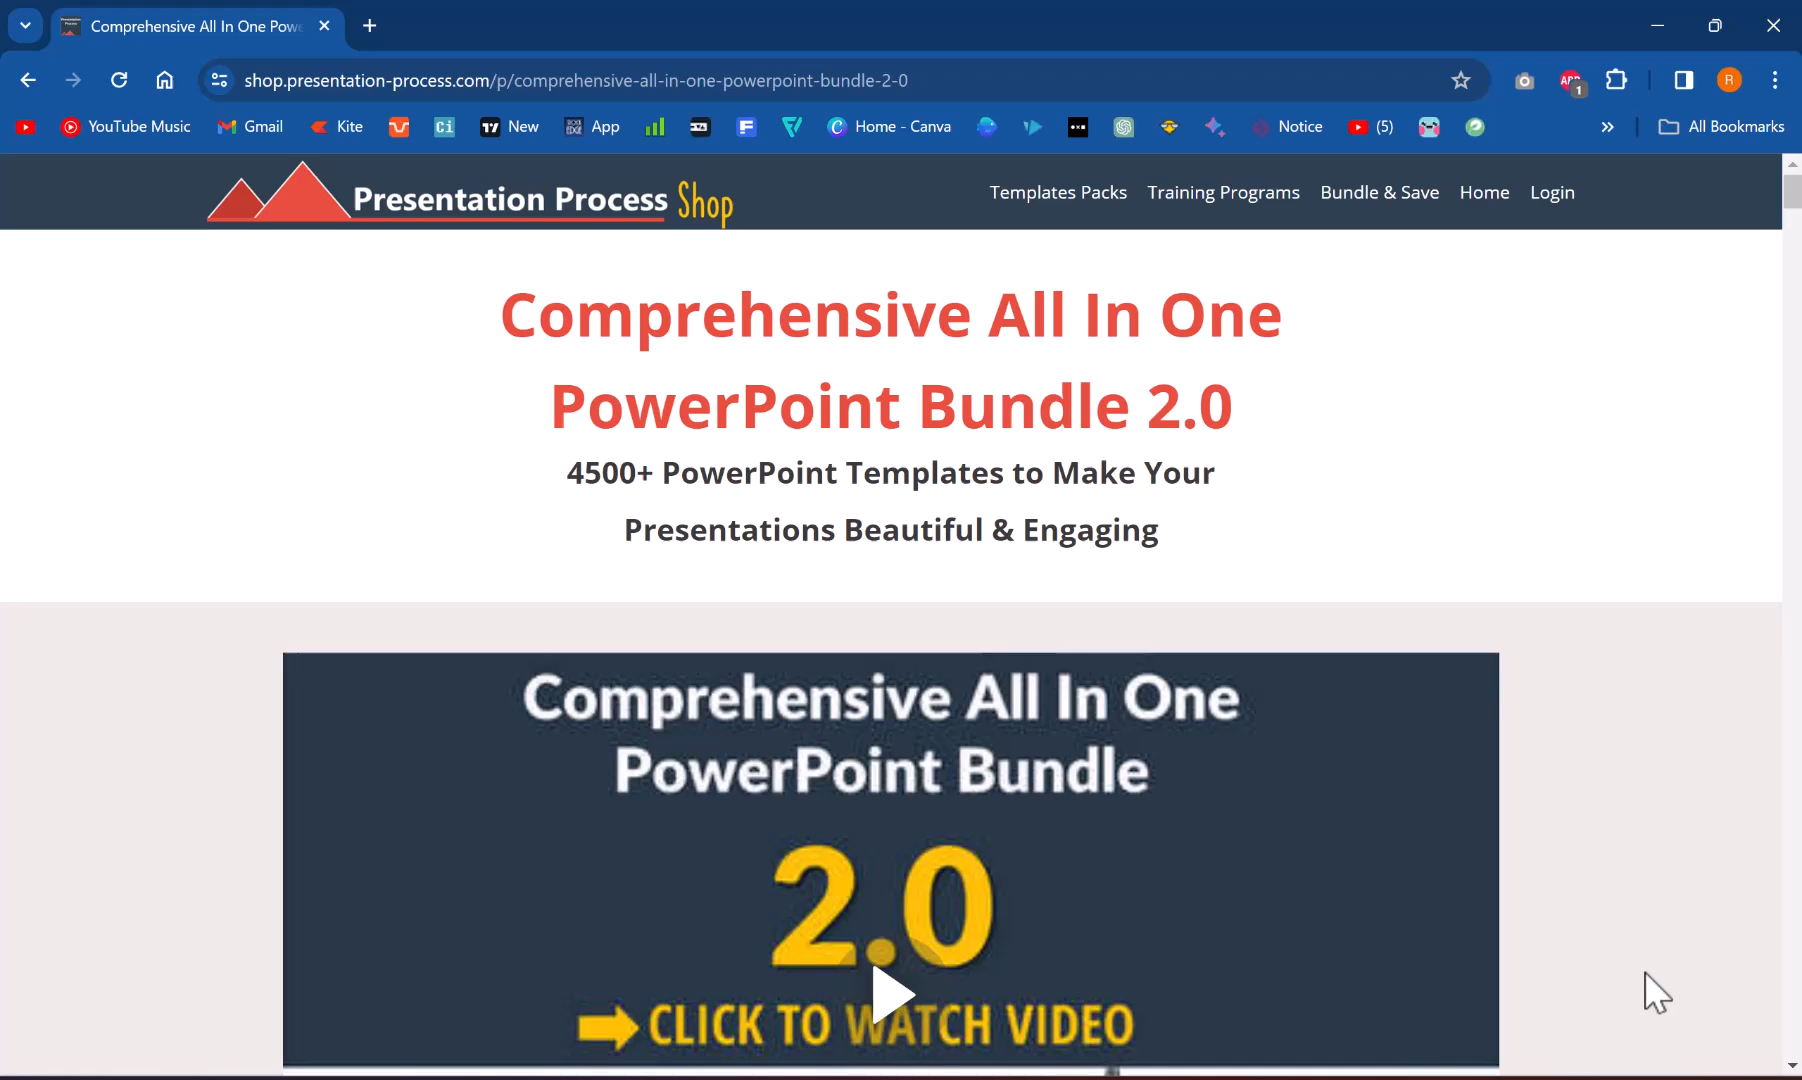 Comprehensive All In One Pow
shop.presentation-process.com/p/comprehensive-all-in-one-powerpoint-bundle-2-0
ABP
1
R
YouTube Music
Gmail
Kite
Ci
New
App
F
Home - Canva
Notice
(5)
All Bookmarks
Presentation Process Shop
Templates Packs
Training Programs
Bundle & Save
Home
Login
Comprehensive All In One
PowerPoint Bundle 2.0
4500+ PowerPoint Templates to Make Your
Presentations Beautiful & Engaging
Comprehensive All In One
PowerPoint Bundle
2.0
CLICK TO WATCH VIDEO